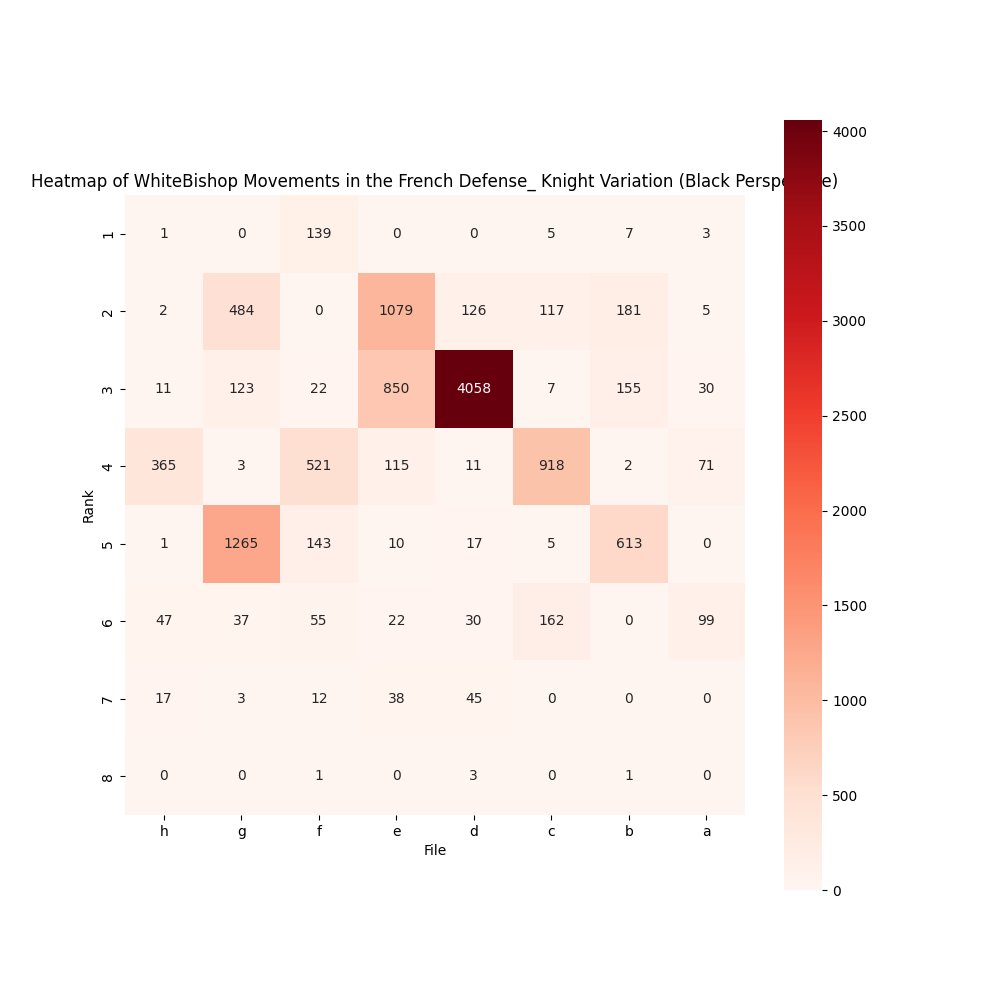 Heatmap of WhiteBishop Movements in the French Defense_ Knight Variation (Black Perspe e)
4000
3500
3000
2500
2000
1500
1000
500
0
Rank
1 1 0 139 0 0 5 7 3
2 2 484 0 1079 126 117 181 5
3 11 123 22 850 4058 7 155 30
4 365 3 521 115 11 918 2 71
5 1 1265 143 10 17 5 613 0
6 47 37 55 22 30 162 0 99
7 17 3 12 38 45 0 0 0
8 0 0 1 0 3 0 1 0
h g f e d c b a
File